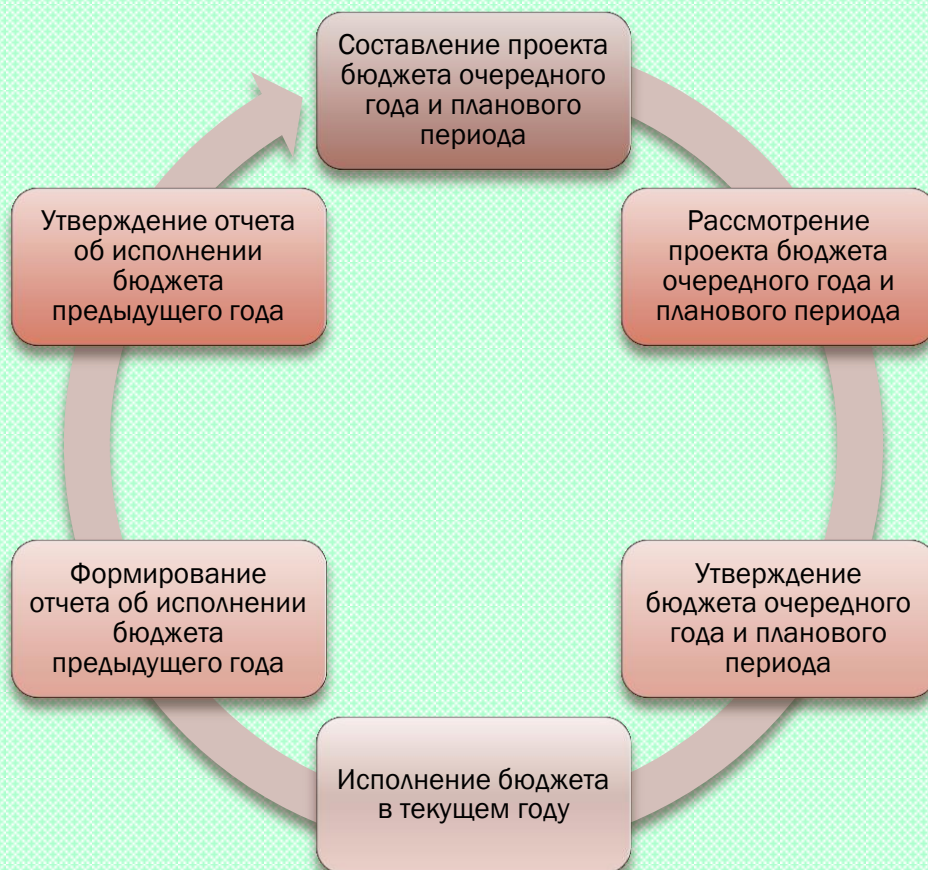 Составление проекта
бюджета очередного
года и планового
периода
Рассмотрение
проекта бюджета
очередного года и
планового периода
Утверждение
бюджета очередного
года и планового
периода
Исполнение бюджета
в текущем году
Формирование
отчета об исполнении
бюджета
предыдущего года
Утверждение отчета
об исполнении
бюджета
предыдущего года